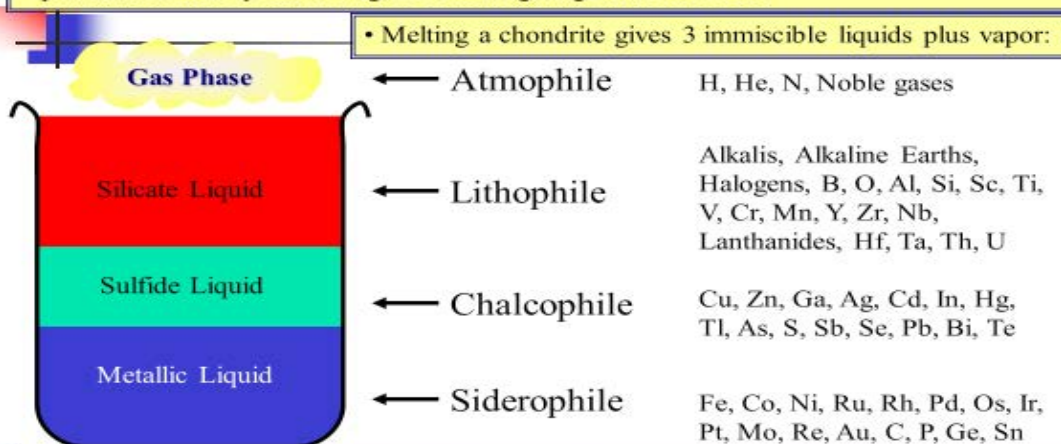 • Melting a chondrite gives 3 immiscible liquids plus vapor:
Gas Phase
Atmophile
H, He, N, Noble gases
Silicate Liquid
Lithophile
Alkalis, Alkaline Earths,
Halogens, B, O, Al, Si, Sc, Ti,
V, Cr, Mn, Y, Zr, Nb,
Lanthanides, Hf, Ta, Th, U
Sulfide Liquid
Chalcophile
Cu, Zn, Ga, Ag, Cd, In, Hg,
Tl, As, S, Sb, Se, Pb, Bi, Te
Metallic Liquid
Siderophile
Fe, Co, Ni, Ru, Rh, Pd, Os, Ir,
Pt, Mo, Re, Au, C, P, Ge, Sn